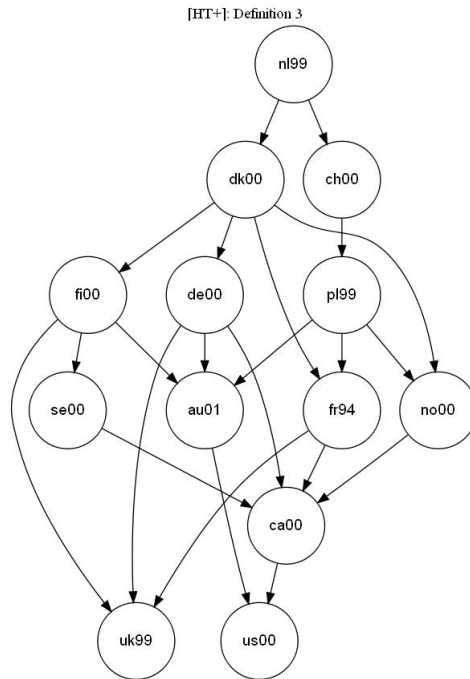 [HT+]: Definition 3
nl99
dk00
ch00
fi00
de00
pl99
se00
au01
fr94
no00
ca00
uk99
us00